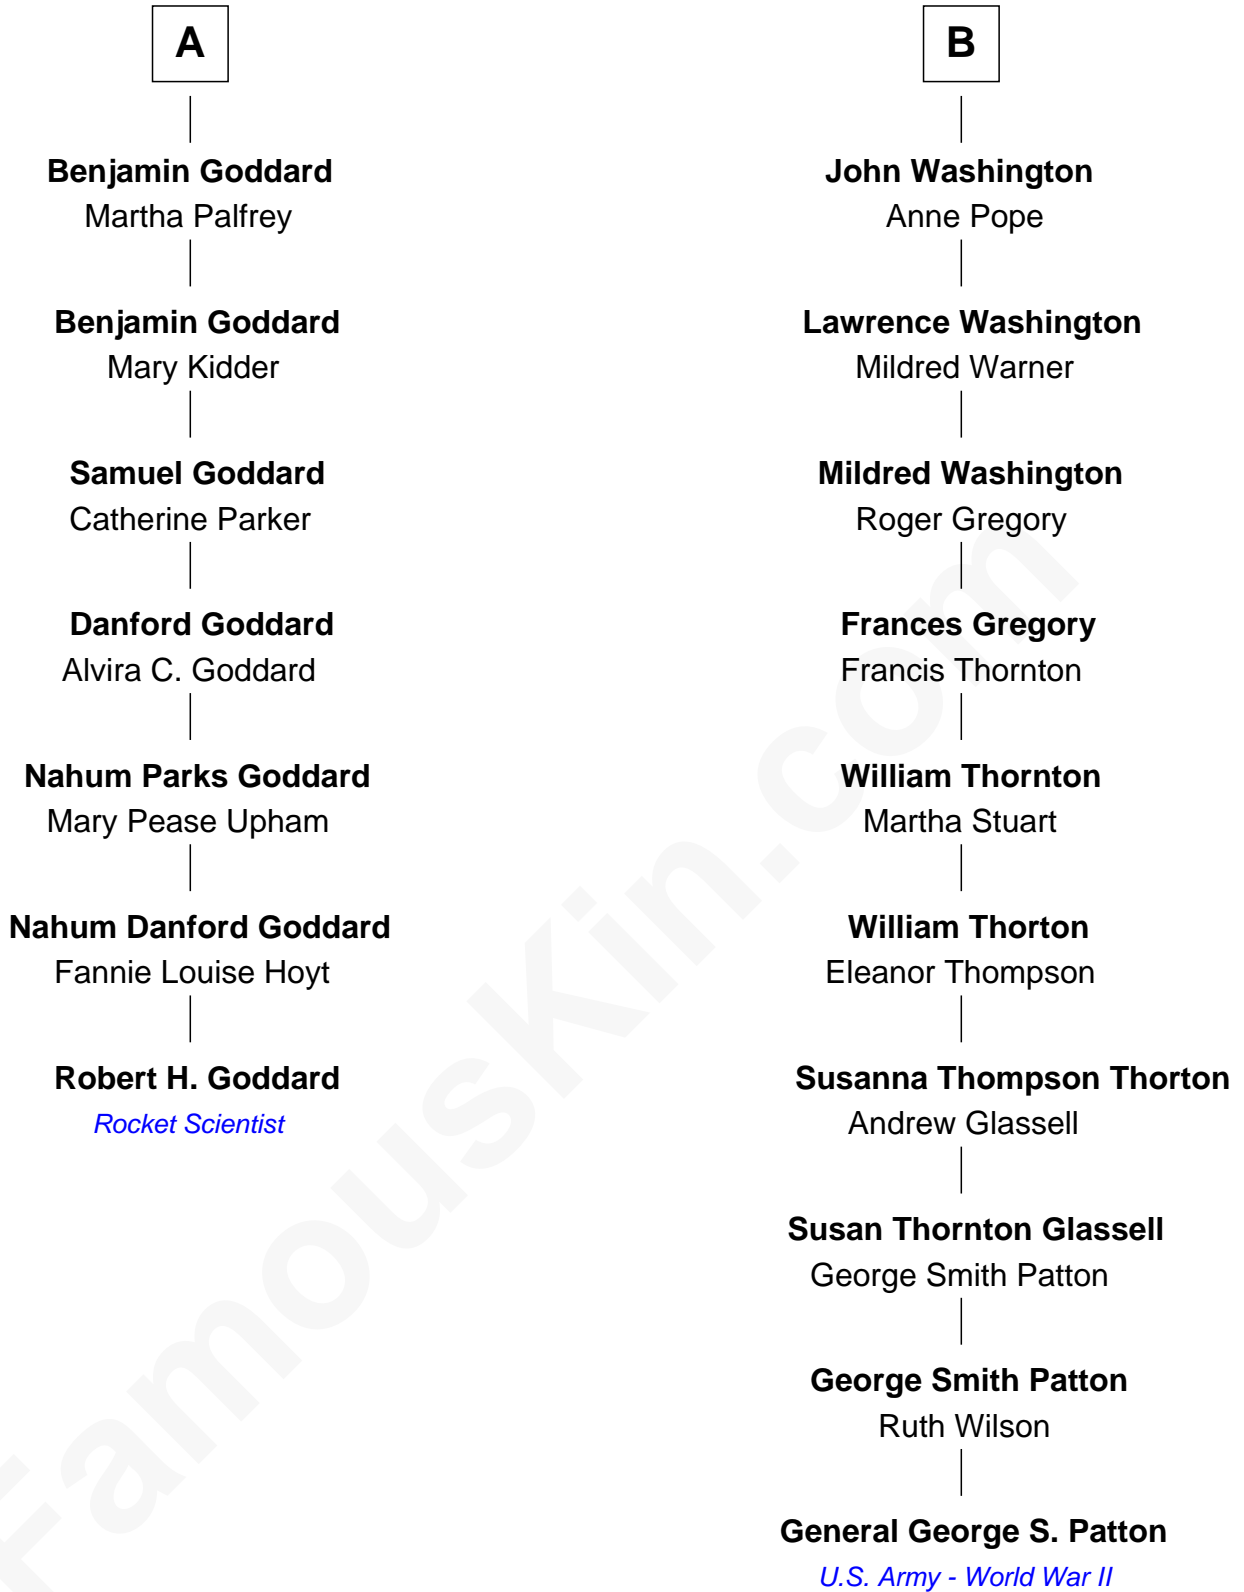 A
Benjamin Goddard
Martha Palfrey
Benjamin Goddard
Mary Kidder
Samuel Goddard
Catherine Parker
Danford Goddard
Alvira C. Goddard
Nahum Parks Goddard
Mary Pease Upham
Nahum Danford Goddard
Fannie Louise Hoyt
Robert H. Goddard
Rocket Scientist
B
John Washington
Anne Pope
Lawrence Washington
Mildred Warner
Mildred Washington
Roger Gregory
Frances Gregory
Francis Thornton
William Thornton
Martha Stuart
William Thorton
Eleanor Thompson
Susanna Thompson Thorton
Andrew Glassell
Susan Thornton Glassell
George Smith Patton
George Smith Patton
Ruth Wilson
General George S. Patton
U.S. Army - World War II
FamousKin.com